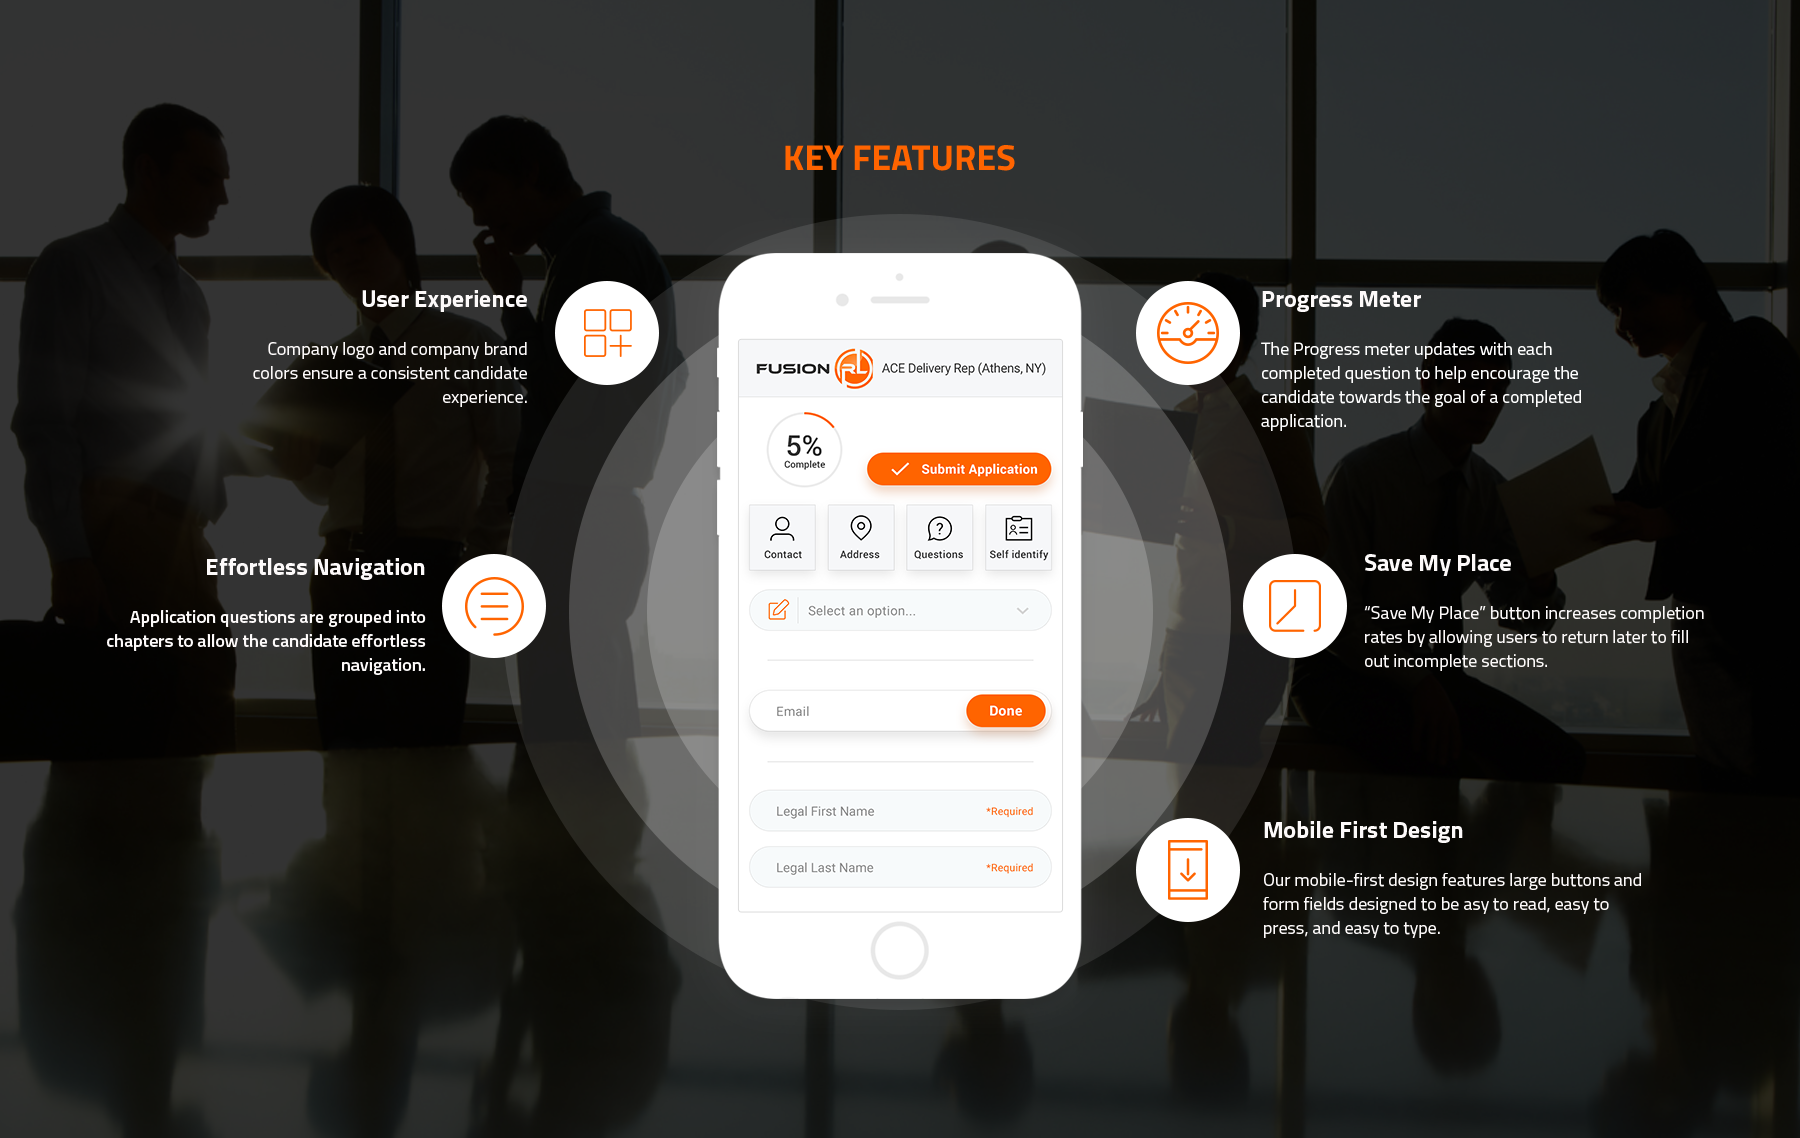 KEY FEATURES
User Experience
Company logo and company brand
colors ensure a consistent candidate
experience.
Effortless Navigation
Application questions are grouped into
chapters to allow the candidate effortless
navigation.
FUSION RL ACE Delivery Rep (Athens, NY)
5%
Complete
Submit Application
Contact Address Questions Self identify
Select an option...
Email Done
Legal First Name *Required
Legal Last Name *Required
Progress Meter
The Progress meter updates with each
completed question to help encourage the
candidate towards the goal of a completed
application.
Save My Place
“Save My Place” button increases completion
rates by allowing users to return later to fill
out incomplete sections.
Mobile First Design
Our mobile-first design features large buttons and
form fields designed to be asy to read, easy to
press, and easy to type.